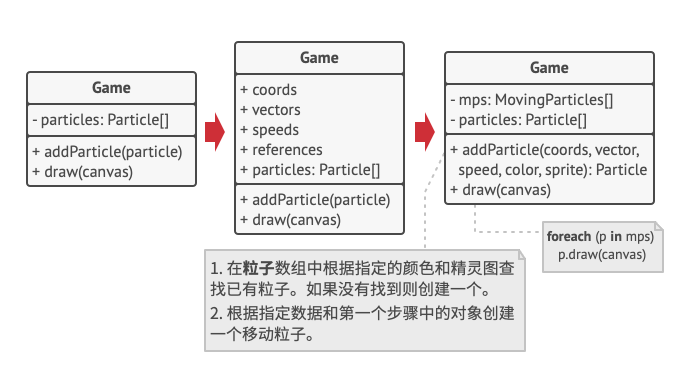 Game
- particles: Particle[]
+ addParticle(particle)
+ draw(canvas)
Game
+ coords
+ vectors
+ speeds
+ references
+ particles: Particle[]
+ addParticle(particle)
+ draw(canvas)
Game
- mps: MovingParticles[]
- particles: Particle[]
+ addParticle(coords, vector,
speed, color, sprite): Particle
+ draw(canvas)
foreach (p in mps)
p.draw(canvas)
1. 在粒子数组中根据指定的颜色和精灵图查
找已有粒子。如果没有找到则创建一个。
2. 根据指定数据和第一个步骤中的对象创建
一个移动粒子。